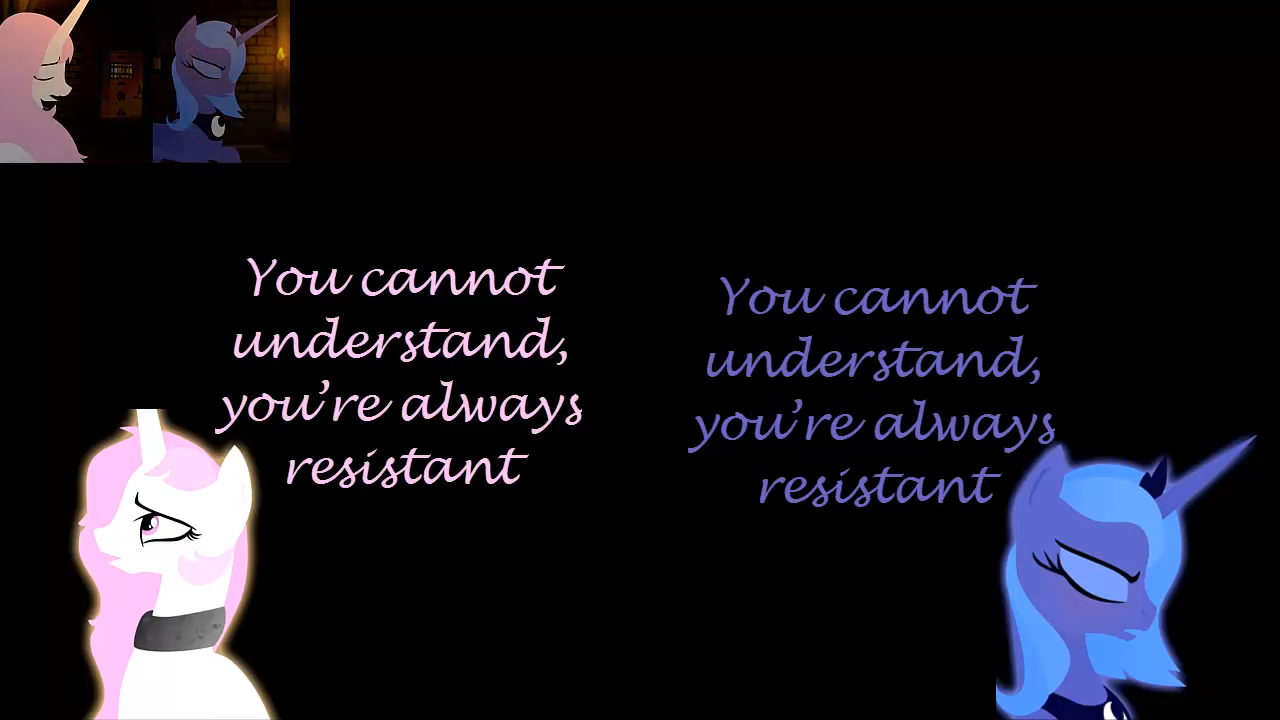 You cannot
understand,
you're always
resistant
You cannot
understand,
you're always
resistant